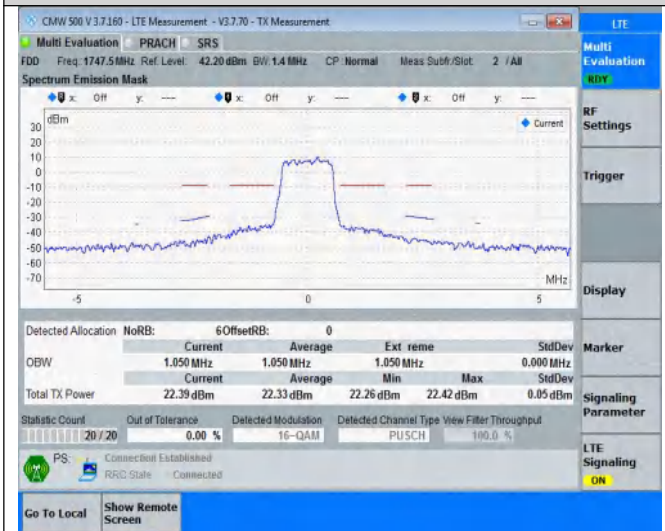 CMW 500 V 3.7.160 - LTE Measurement - V3.7.70 - TX Measurement
LTE
Multi Evaluation PRACH SRS
FDD Freq.: 1747.5 MHz Ref. Level: 42.20 dBm BW: 1.4 MHz CP: Normal Meas Subfr./Slot: 2 / All
Spectrum Emission Mask
x: Off y: --- x: Off y: --- x: Off y: ---
dBm
Current
30
20
10
0
-10
-20
-30
-40
-50
-60
-70
MHz
-5 0 5
Detected Allocation NoRB: 6 OffsetRB: 0
Current Average Extreme StdDev
OBW 1.050 MHz 1.050 MHz 1.050 MHz 0.000 MHz
Current Average Min Max StdDev
Total TX Power 22.39 dBm 22.33 dBm 22.26 dBm 22.42 dBm 0.05 dBm
Statistic Count Out of Tolerance Detected Modulation Detected Channel Type View Filter Throughput
20 / 20 0.00 % 16-QAM PUSCH 100.0 %
PS: Connection Established
RRC State Connected
Multi
Evaluation
RDY
RF
Settings
Trigger
Display
Marker
Signaling
Parameter
LTE
Signaling
ON
Go To Local
Show Remote
Screen